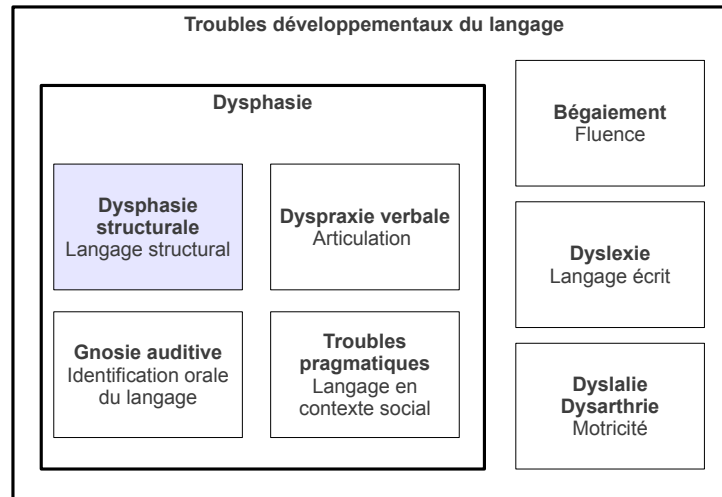 Troubles développementaux du langage
Dysphasie
Dysphasie
structurale
Langage structural
Dyspraxie verbale
Articulation
Gnosie auditive
Identification orale
du langage
Troubles
pragmatiques
Langage en
contexte social
Bégaiement
Fluence
Dyslexie
Langage écrit
Dyslalie
Dysarthrie
Motricité